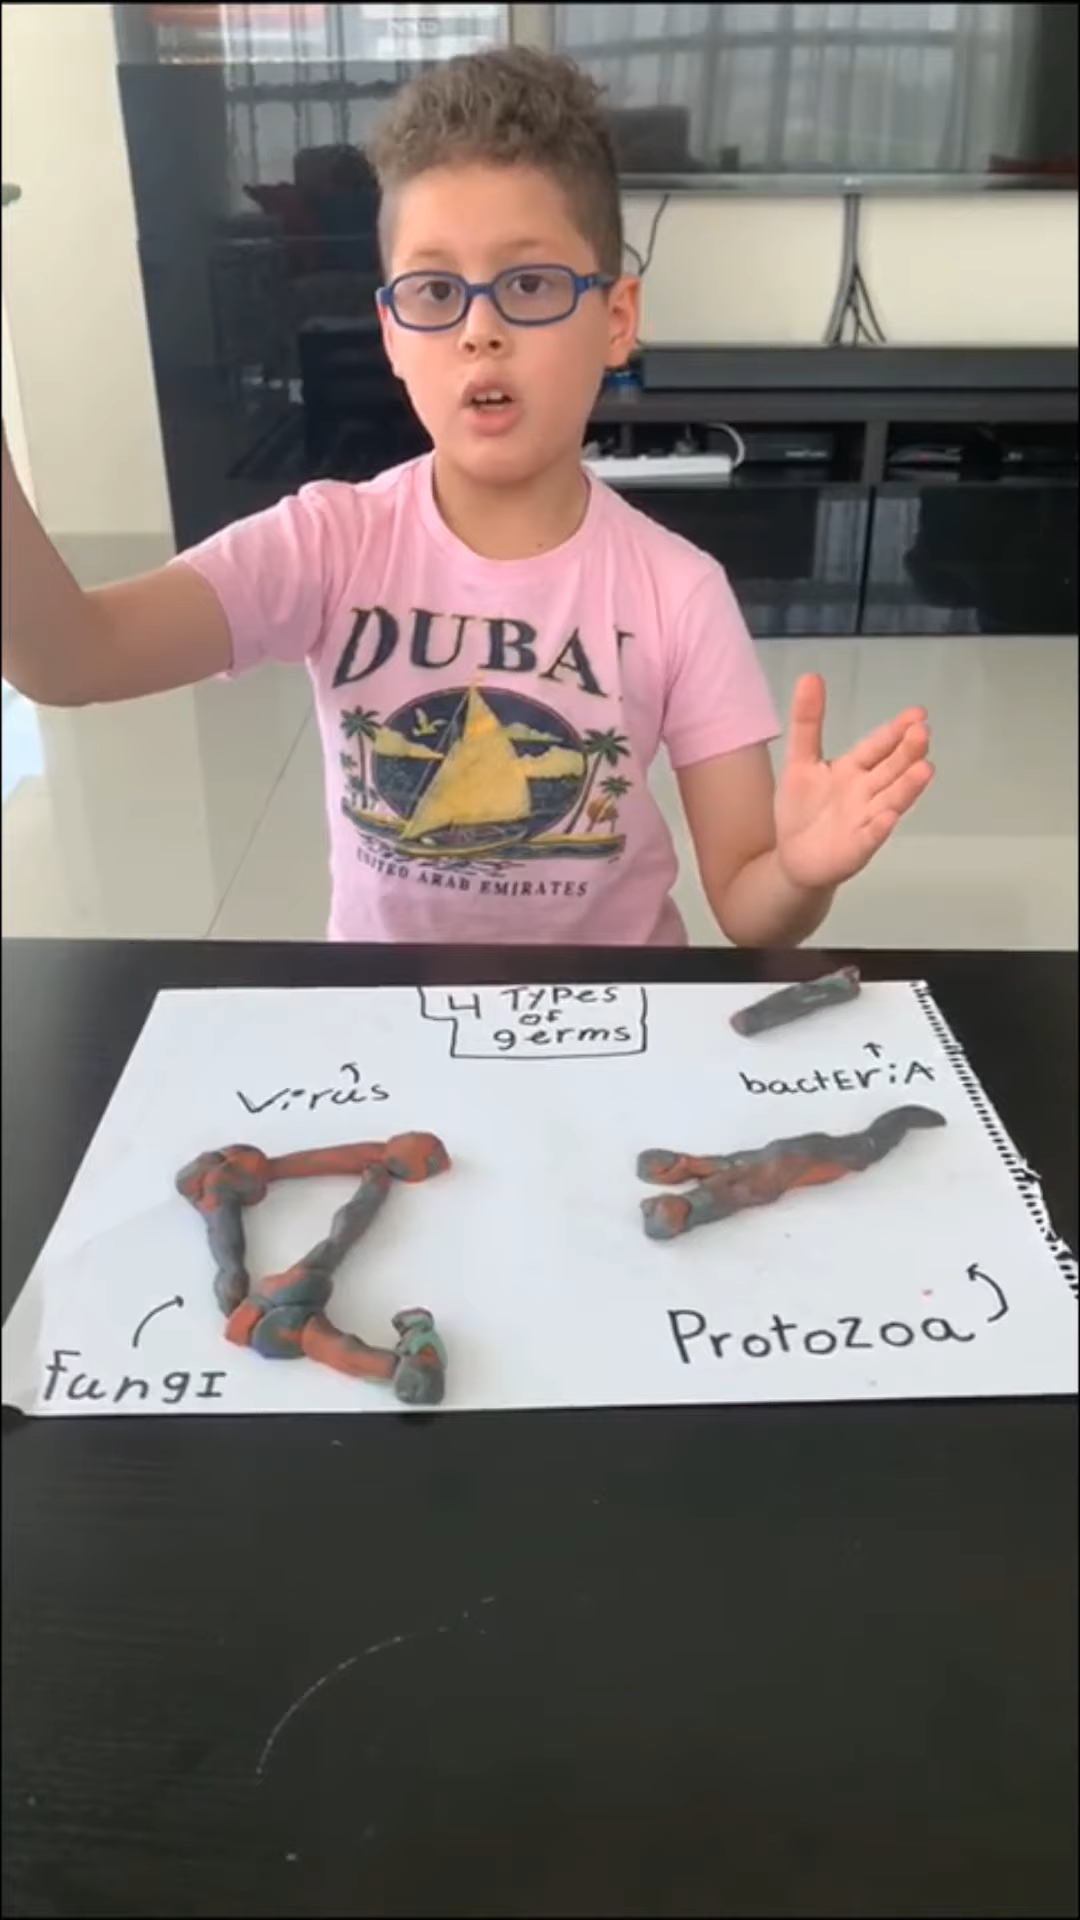 DUBAI
UNITED ARAB EMIRATES
4 Types
of
germs
Virus
bactEriA
Fungi
Protozoa